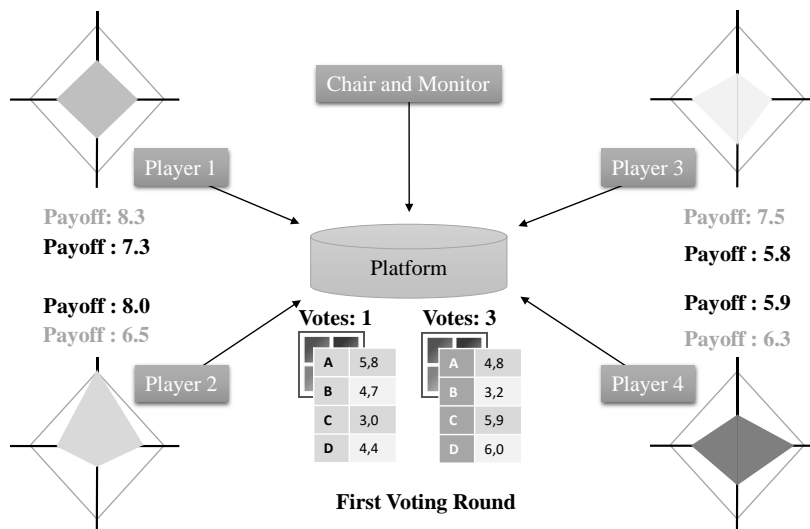 Chair and Monitor
Player 1
Player 3
Payoff: 8.3
Payoff : 7.3
Payoff : 7.5
Payoff : 5.8
Platform
Payoff : 8.0
Payoff : 6.5
Payoff : 5.9
Payoff : 6.3
Votes: 1
Votes: 3
Player 2
Player 4
A 5,8
B 4,7
C 3,0
D 4,4
A 4,8
B 3,2
C 5,9
D 6,0
First Voting Round